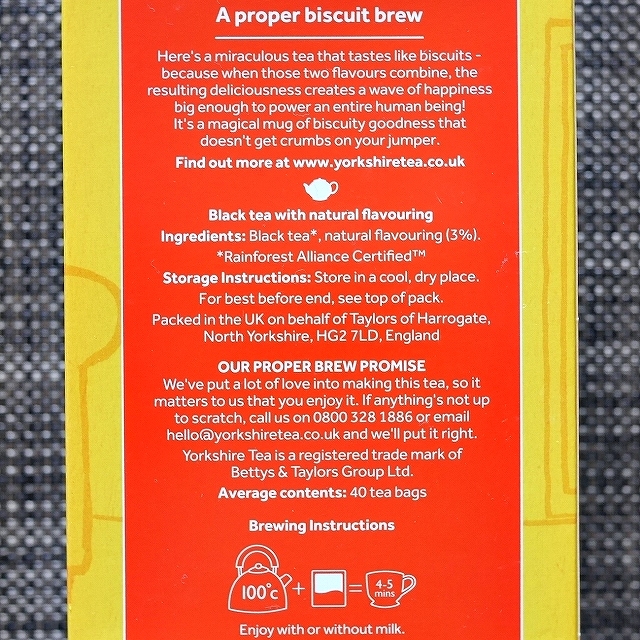 A proper biscuit brew
Here's a miraculous tea that tastes like biscuits -
because when those two flavours combine, the
resulting deliciousness creates a wave of happiness
big enough to power an entire human being!
It's a magical mug of biscuity goodness that
doesn't get crumbs on your jumper.
Find out more at www.yorkshiretea.co.uk
Black tea with natural flavouring
Ingredients: Black tea*, natural flavouring (3%).
*Rainforest Alliance Certified™
Storage Instructions: Store in a cool, dry place.
For best before end, see top of pack.
Packed in the UK on behalf of Taylors of Harrogate,
North Yorkshire, HG2 7LD, England
OUR PROPER BREW PROMISE
We've put a lot of love into making this tea, so it
matters to us that you enjoy it. If anything's not up
to scratch, call us on 0800 328 1886 or email
hello@yorkshiretea.co.uk and we'll put it right.
Yorkshire Tea is a registered trade mark of
Bettys & Taylors Group Ltd.
Average contents: 40 tea bags
Brewing Instructions
100°c + = 4-5
mins
Enjoy with or without milk.